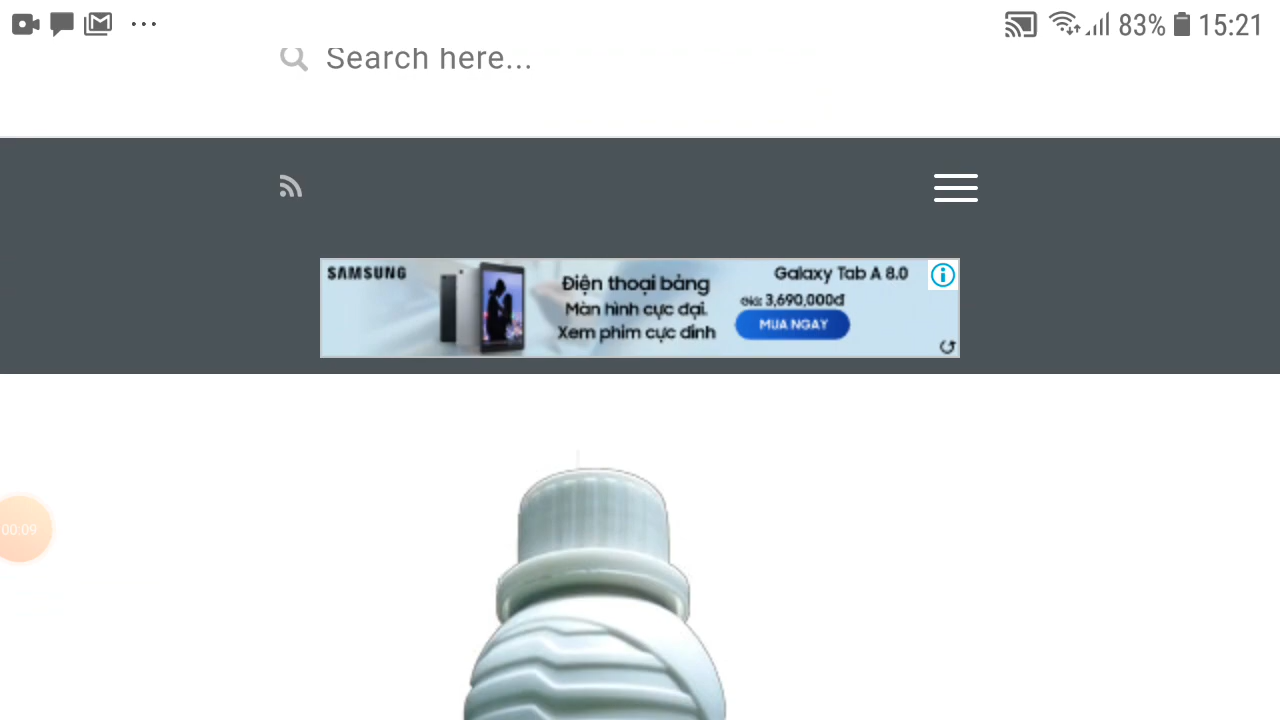 83% 15:21
Search here...
SAMSUNG
Điện thoại bảng
Màn hình cực đại.
Xem phim cực đỉnh
Galaxy Tab A 8.0
Giá: 3,690,000đ
MUA NGAY
00:09